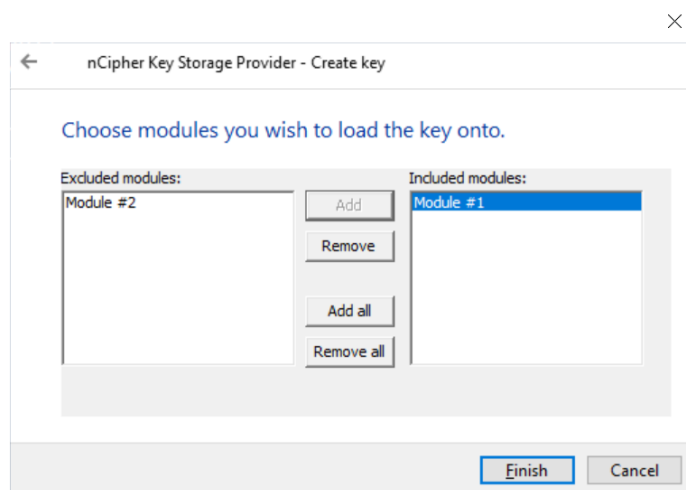 nCipher Key Storage Provider - Create key
Choose modules you wish to load the key onto.
Excluded modules:
Module #2
Add
Remove
Add all
Remove all
Included modules:
Module #1
Finish
Cancel